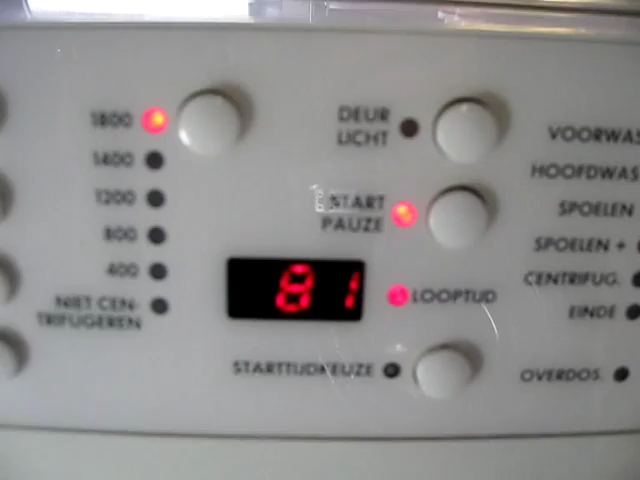 1800
1400
1200
800
400
NIET CEN-
TRIFUGEREN
DEUR
LICHT
START
PAUZE
81
LOOPTIJD
STARTTIJDKEUZE
VOORWAS
HOOFDWAS
SPOELEN
SPOELEN +
CENTRIFUG.
EINDE
OVERDOS.